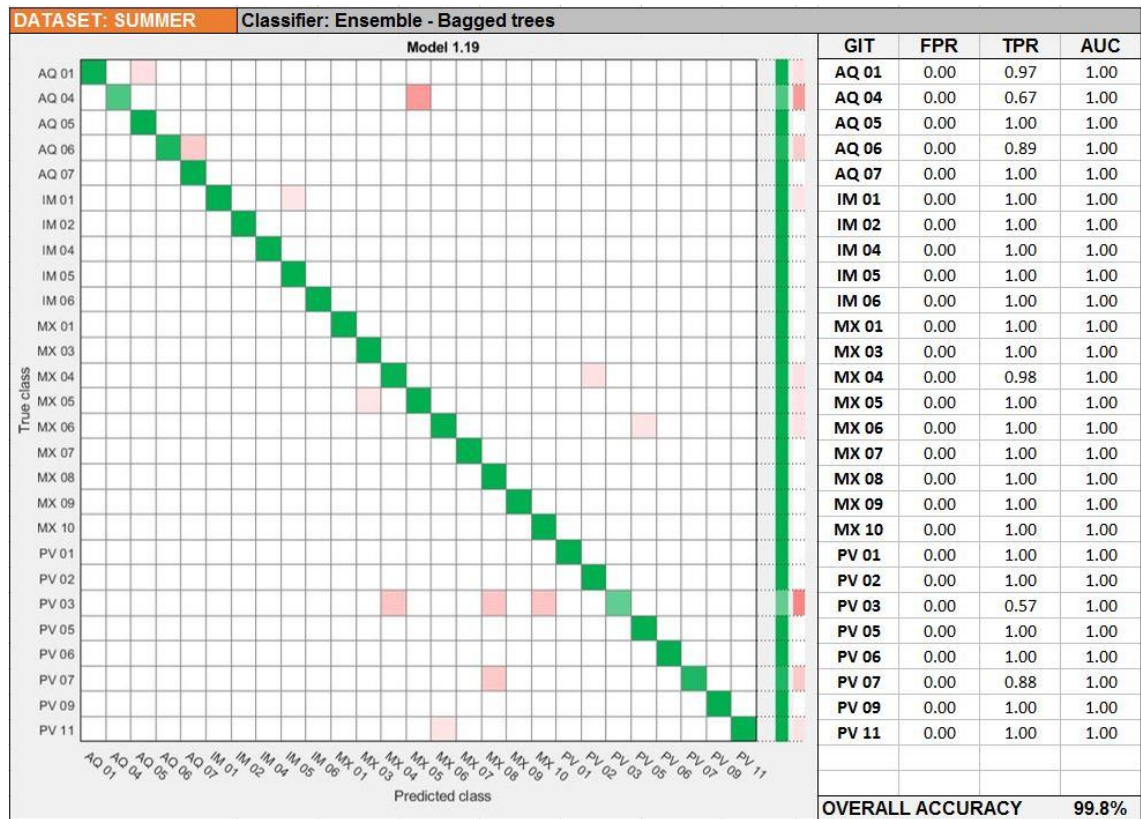 DATASET: SUMMER Classifier: Ensemble - Bagged trees
Model 1.19
True class
AQ 01
AQ 04
AQ 05
AQ 06
AQ 07
IM 01
IM 02
IM 04
IM 05
IM 06
MX 01
MX 03
MX 04
MX 05
MX 06
MX 07
MX 08
MX 09
MX 10
PV 01
PV 02
PV 03
PV 05
PV 06
PV 07
PV 09
PV 11
AQ 01 AQ 04 AQ 05 AQ 06 AQ 07 IM 01 IM 02 IM 04 IM 05 IM 06 MX 01 MX 03 MX 04 MX 05 MX 06 MX 07 MX 08 MX 09 MX 10 PV 01 PV 02 PV 03 PV 05 PV 06 PV 07 PV 09 PV 11
Predicted class
GIT FPR TPR AUC
AQ 01 0.00 0.97 1.00
AQ 04 0.00 0.67 1.00
AQ 05 0.00 1.00 1.00
AQ 06 0.00 0.89 1.00
AQ 07 0.00 1.00 1.00
IM 01 0.00 1.00 1.00
IM 02 0.00 1.00 1.00
IM 04 0.00 1.00 1.00
IM 05 0.00 1.00 1.00
IM 06 0.00 1.00 1.00
MX 01 0.00 1.00 1.00
MX 03 0.00 1.00 1.00
MX 04 0.00 0.98 1.00
MX 05 0.00 1.00 1.00
MX 06 0.00 1.00 1.00
MX 07 0.00 1.00 1.00
MX 08 0.00 1.00 1.00
MX 09 0.00 1.00 1.00
MX 10 0.00 1.00 1.00
PV 01 0.00 1.00 1.00
PV 02 0.00 1.00 1.00
PV 03 0.00 0.57 1.00
PV 05 0.00 1.00 1.00
PV 06 0.00 1.00 1.00
PV 07 0.00 0.88 1.00
PV 09 0.00 1.00 1.00
PV 11 0.00 1.00 1.00
OVERALL ACCURACY 99.8%